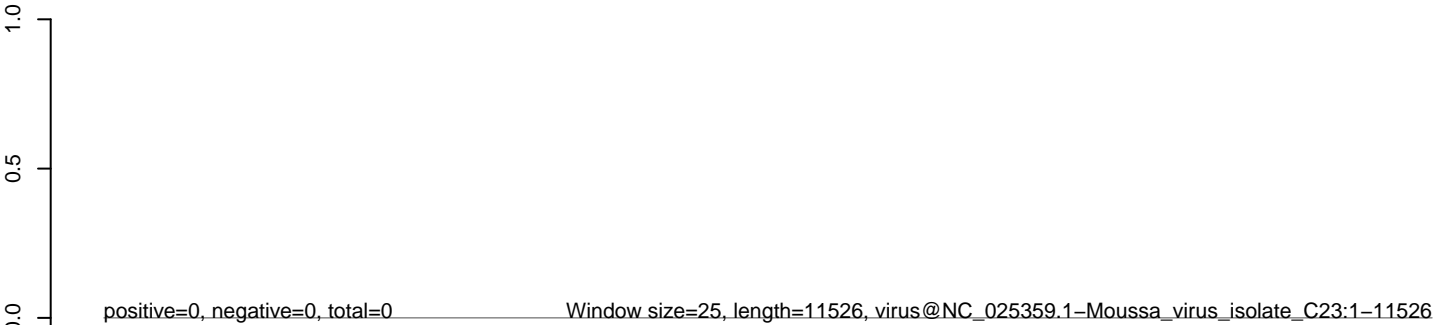 1.0
0.5
0.0
positive=0, negative=0, total=0
Window size=25, length=11526, virus@NC_025359.1−Moussa_virus_isolate_C23:1−11526